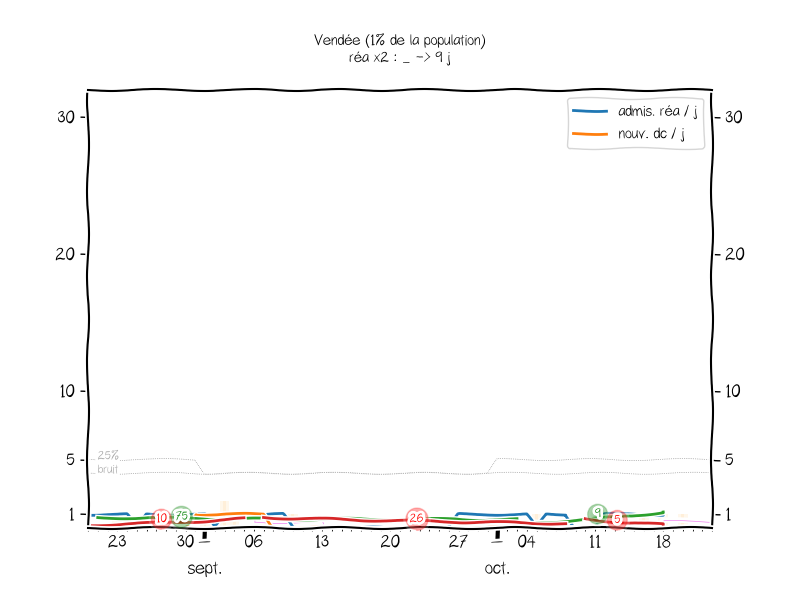 Vendée (1% de la population)
réa x2 : _ -> 9 j
admis. réa / j
nouv. dc / j
30 30
20 20
10 10
5 5
25%
bruit
1 1
10 75 26 9 5
23 30 06 13 20 27 04 11 18
sept. oct.